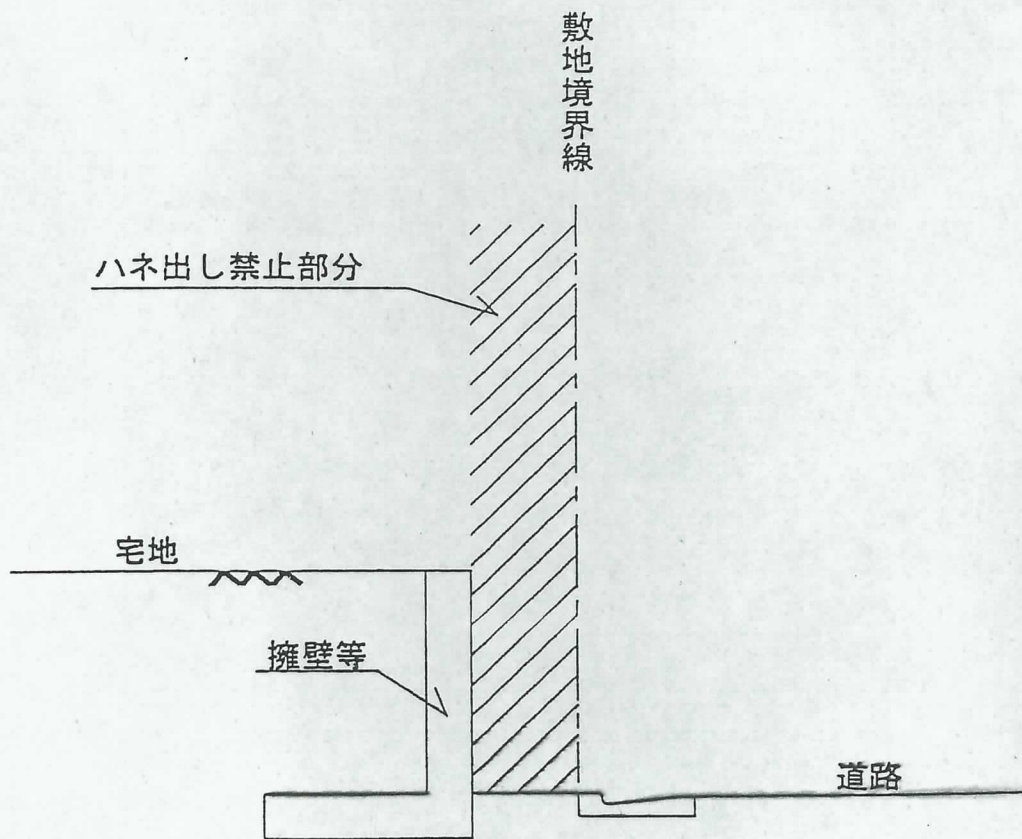 敷地境界線
ハネ出し禁止部分
宅地
擁壁等
道路